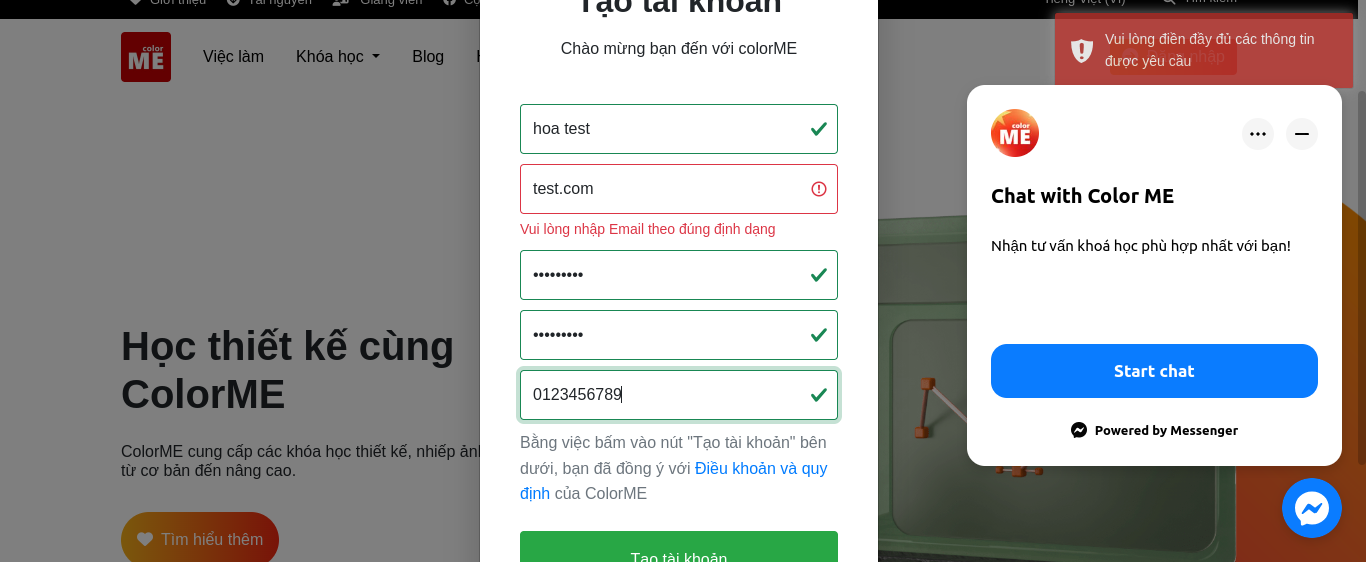 Giới thiệu
Tài nguyên
Giảng viên
Tiếng Việt (VI)
Tìm kiếm
color
ME
Việc làm
Khóa học
Blog
Tạo tài khoản
Chào mừng bạn đến với colorME
hoa test
test.com
Vui lòng nhập Email theo đúng định dạng
•••••••••
•••••••••
0123456789
Bằng việc bấm vào nút "Tạo tài khoản" bên
dưới, bạn đã đồng ý với Điều khoản và quy
định của ColorME
Tạo tài khoản
Học thiết kế cùng
ColorME
ColorME cung cấp các khóa học thiết kế, nhiếp ản
từ cơ bản đến nâng cao.
Tìm hiểu thêm
Vui lòng điền đầy đủ các thông tin
được yêu cầu
nhập
color
ME
Chat with Color ME
Nhận tư vấn khoá học phù hợp nhất với bạn!
Start chat
Powered by Messenger